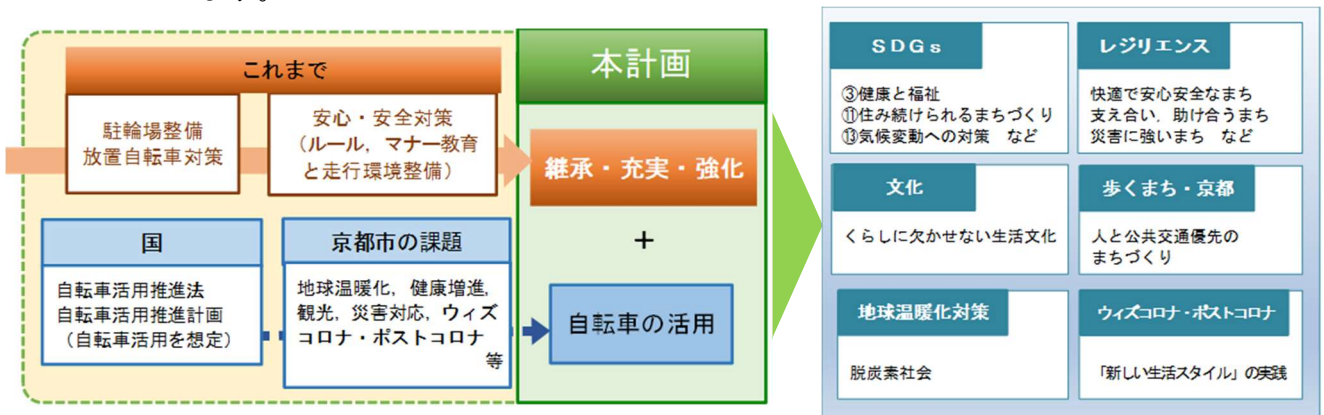 ます。
これまで
駐輪場整備
放置自転車対策
安心・安全対策
（ルール，マナー教育
と走行環境整備）
国
自転車活用推進法
自転車活用推進計画
（自転車活用を想定）
京都市の課題
地球温暖化，健康増進，
観光，災害対応，ウィズ
コロナ・ポストコロナ
等
本計画
継承・充実・強化
＋
自転車の活用
ＳＤＧｓ
③健康と福祉
⑪住み続けられるまちづくり
⑬気候変動への対策　など
レジリエンス
快適で安心安全なまち
支え合い，助け合うまち
災害に強いまち　など
文化
くらしに欠かせない生活文化
歩くまち・京都
人と公共交通優先の
まちづくり
地球温暖化対策
脱炭素社会
ウィズコロナ・ポストコロナ
「新しい生活スタイル」の実践